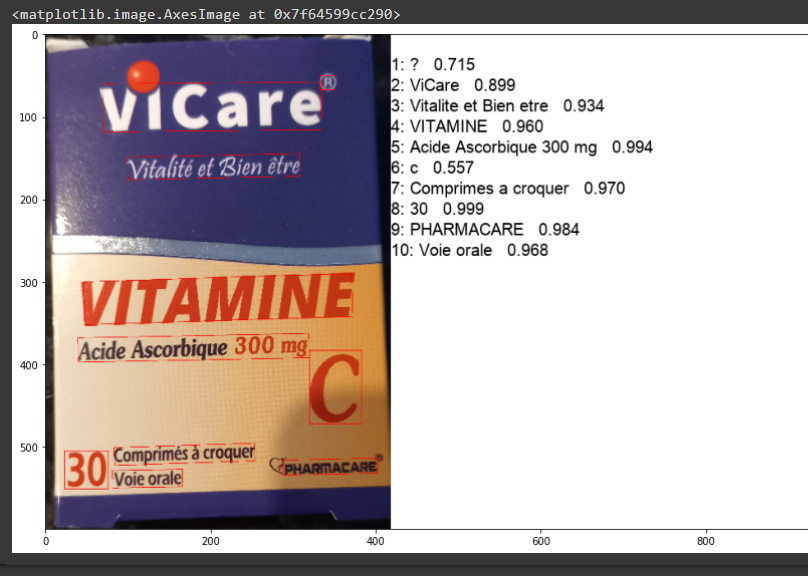 <matplotlib.image.AxesImage at 0x7f64599cc290>
0
100
200
300
400
500
0
200
400
600
800
ViCare®
Vitalité et Bien être
VITAMINE
Acide Ascorbique 300 mg
C
30
Comprimés à croquer
Voie orale
PHARMACARE®
1: ? 0.715
2: ViCare 0.899
3: Vitalite et Bien etre 0.934
4: VITAMINE 0.960
5: Acide Ascorbique 300 mg 0.994
6: c 0.557
7: Comprimes a croquer 0.970
8: 30 0.999
9: PHARMACARE 0.984
10: Voie orale 0.968